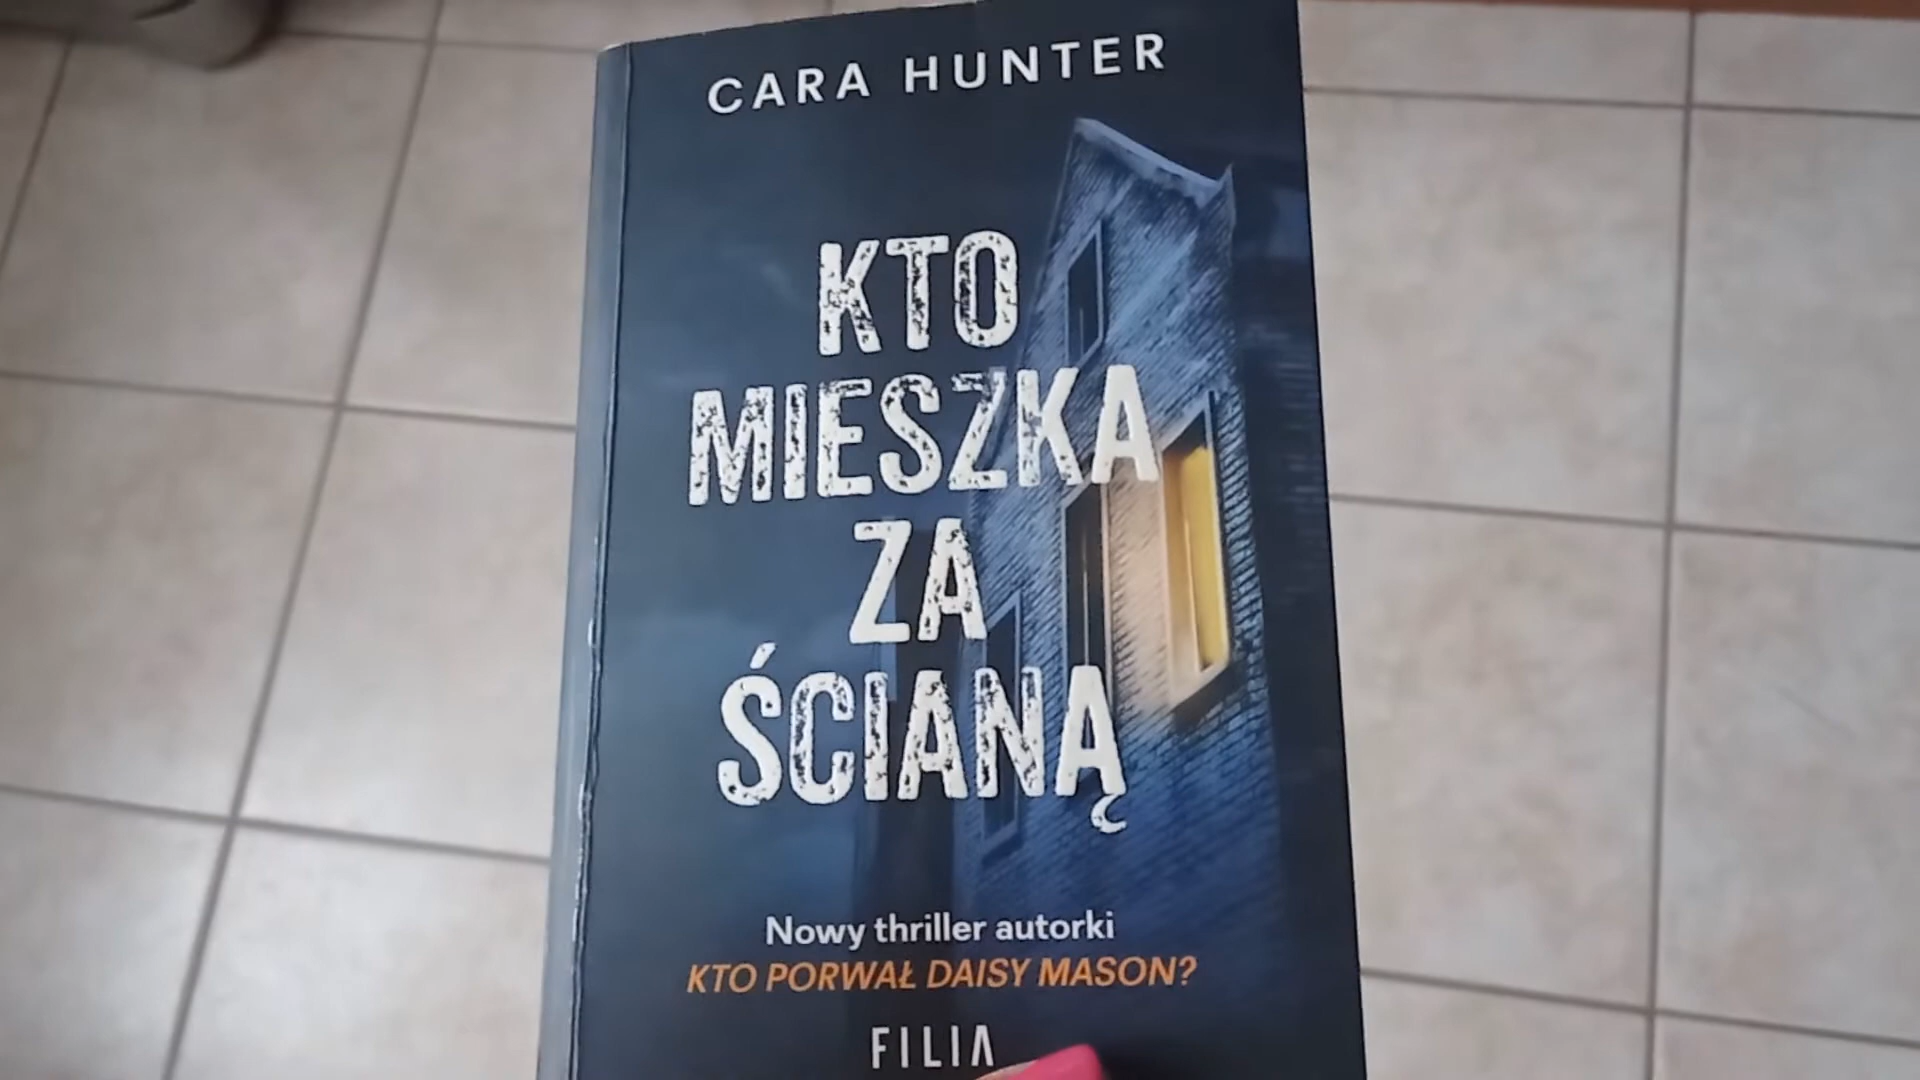 CARA HUNTER
KTO
MIESZKA
ZA
ŚCIANĄ
Nowy thriller autorki
KTO PORWAŁ DAISY MASON?
FILIA